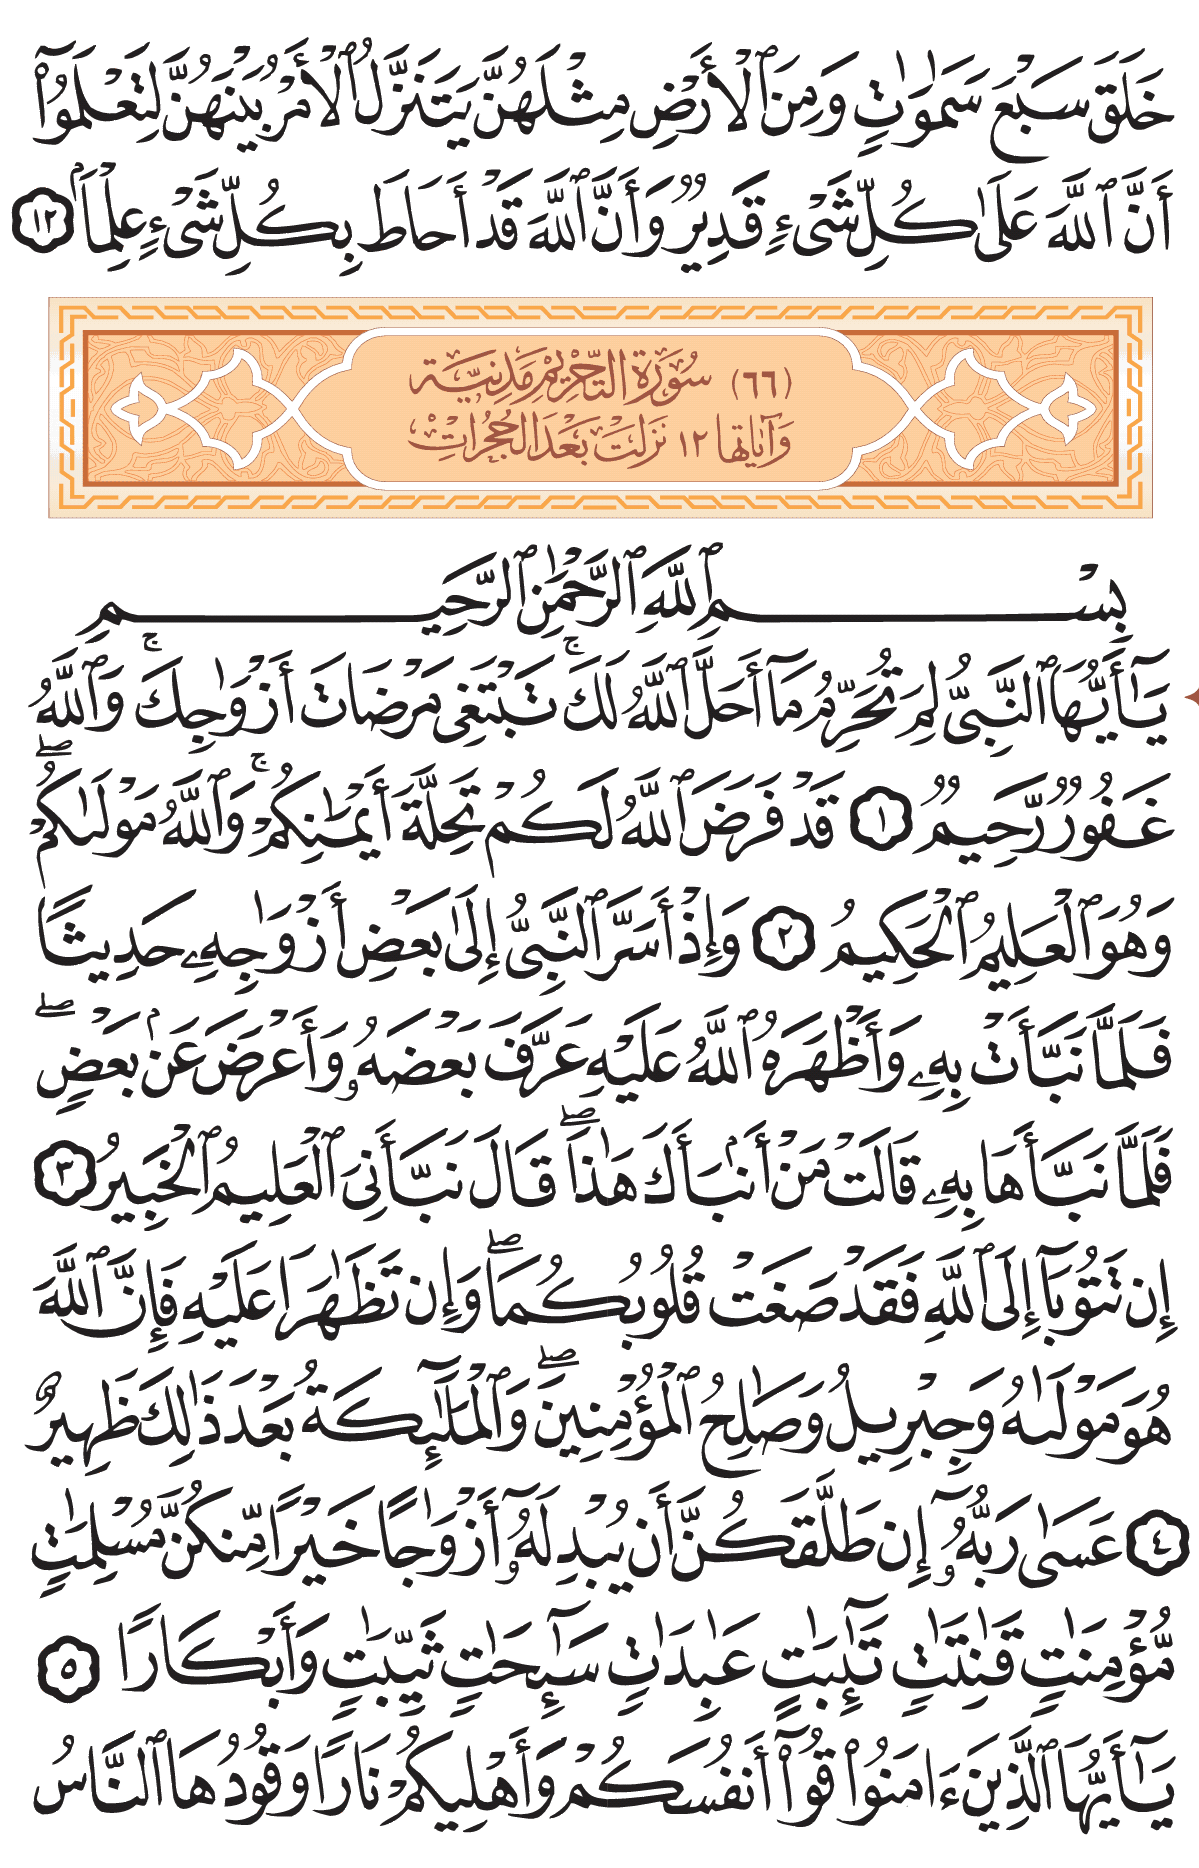 خَلَقَ سَبۡعَ سَمَٰوَٰتٖ وَمِنَ ٱلۡأَرۡضِ مِثۡلَهُنَّ يَتَنَزَّلُ ٱلۡأَمۡرُ بَيۡنَهُنَّ لِتَعۡلَمُوٓاْ
أَنَّ ٱللَّهَ عَلَىٰ كُلِّ شَيۡءٖ قَدِيرٞ وَأَنَّ ٱللَّهَ قَدۡ أَحَاطَ بِكُلِّ شَيۡءٍ عِلۡمَۢا ١٢
(٦٦) سُورَةُ التَّحۡرِيمِ مَدَنِيَّة
وَآيَاتها ١٢ نَزَلَتۡ بَعۡدَ الحُجُرَاتِ
بِسۡمِ ٱللَّهِ ٱلرَّحۡمَٰنِ ٱلرَّحِيمِ
يَٰٓأَيُّهَا ٱلنَّبِيُّ لِمَ تُحَرِّمُ مَآ أَحَلَّ ٱللَّهُ لَكَۖ تَبۡتَغِي مَرۡضَاتَ أَزۡوَٰجِكَۚ وَٱللَّهُ
غَفُورٞ رَّحِيمٞ ١ قَدۡ فَرَضَ ٱللَّهُ لَكُمۡ تَحِلَّةَ أَيۡمَٰنِكُمۡۚ وَٱللَّهُ مَوۡلَىٰكُمۡۖ
وَهُوَ ٱلۡعَلِيمُ ٱلۡحَكِيمُ ٢ وَإِذۡ أَسَرَّ ٱلنَّبِيُّ إِلَىٰ بَعۡضِ أَزۡوَٰجِهِۦ حَدِيثٗا
فَلَمَّا نَبَّأَتۡ بِهِۦ وَأَظۡهَرَهُ ٱللَّهُ عَلَيۡهِ عَرَّفَ بَعۡضَهُۥ وَأَعۡرَضَ عَنۢ بَعۡضٖۖ
فَلَمَّا نَبَّأَهَا بِهِۦ قَالَتۡ مَنۡ أَنۢبَأَكَ هَٰذَاۖ قَالَ نَبَّأَنِيَ ٱلۡعَلِيمُ ٱلۡخَبِيرُ ٣
إِن تَتُوبَآ إِلَى ٱللَّهِ فَقَدۡ صَغَتۡ قُلُوبُكُمَاۖ وَإِن تَظَٰهَرَا عَلَيۡهِ فَإِنَّ ٱللَّهَ
هُوَ مَوۡلَىٰهُ وَجِبۡرِيلُ وَصَٰلِحُ ٱلۡمُؤۡمِنِينَۖ وَٱلۡمَلَٰٓئِكَةُ بَعۡدَ ذَٰلِكَ ظَهِيرٌ
٤ عَسَىٰ رَبُّهُۥٓ إِن طَلَّقَكُنَّ أَن يُبۡدِلَهُۥٓ أَزۡوَٰجًا خَيۡرٗا مِّنكُنَّ مُسۡلِمَٰتٖ
مُّؤۡمِنَٰتٖ قَٰنِتَٰتٖ تَٰٓئِبَٰتٍ عَٰبِدَٰتٖ سَٰٓئِحَٰتٖ ثَيِّبَٰتٖ وَأَبۡكَارٗا ٥
يَٰٓأَيُّهَا ٱلَّذِينَ ءَامَنُواْ قُوٓاْ أَنفُسَكُمۡ وَأَهۡلِيكُمۡ نَارٗا وَقُودُهَا ٱلنَّاسُ